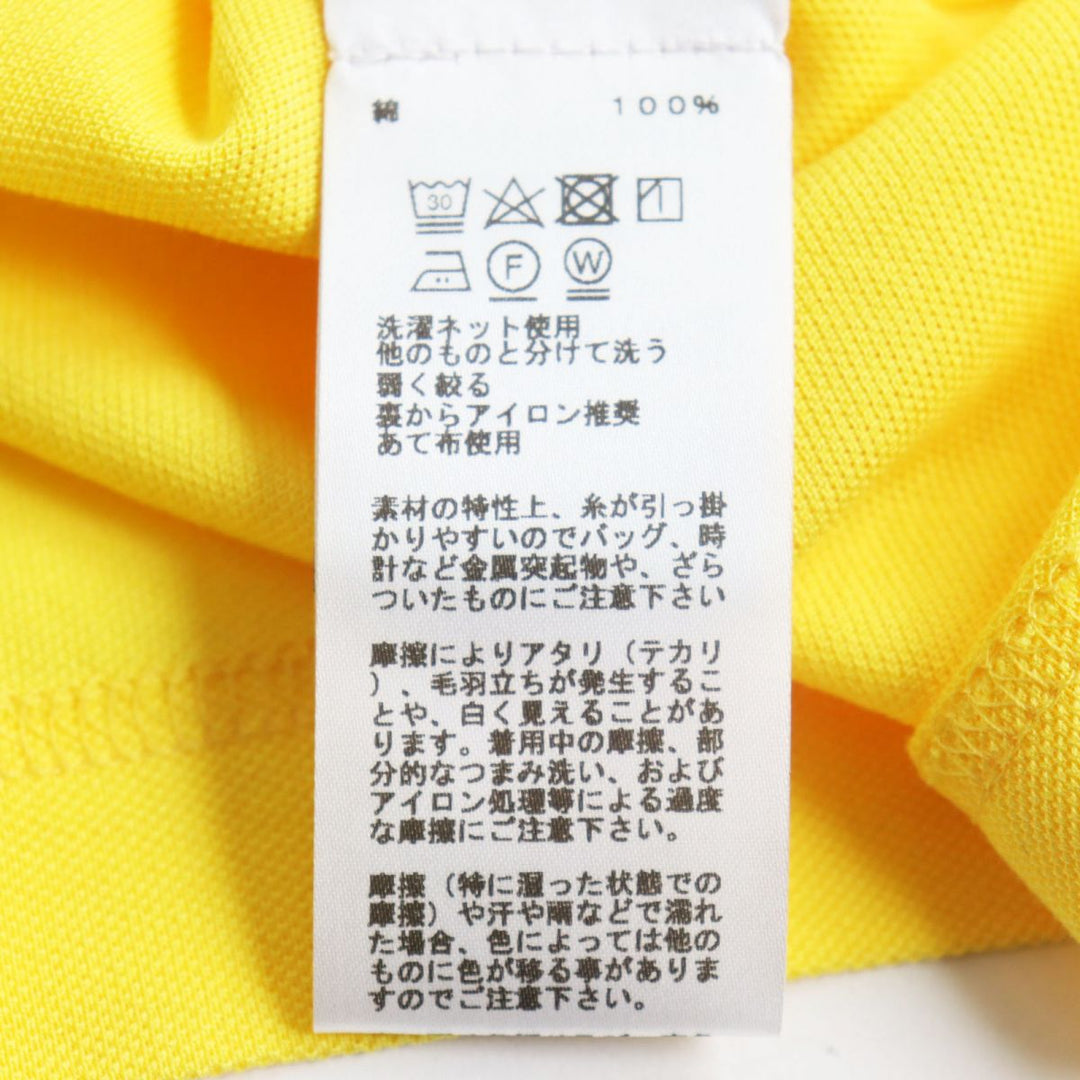 綿 100%
30
F W
洗濯ネット使用
他のものと分けて洗う
弱く絞る
裏からアイロン推奨
あて布使用
素材の特性上、糸が引っ掛
かりやすいのでバッグ、時
計など金属突起物や、ざら
ついたものにご注意下さい
摩擦によりアタリ（テカリ
）、毛羽立ちが発生するこ
とや、白く見えることがあ
ります。着用中の摩擦、部
分的なつまみ洗い、および
アイロン処理等による過度
な摩擦にご注意下さい。
摩擦（特に湿った状態での
摩擦）や汗や雨などで濡れ
た場合、色によっては他の
ものに色が移る事がありま
すのでご注意下さい。